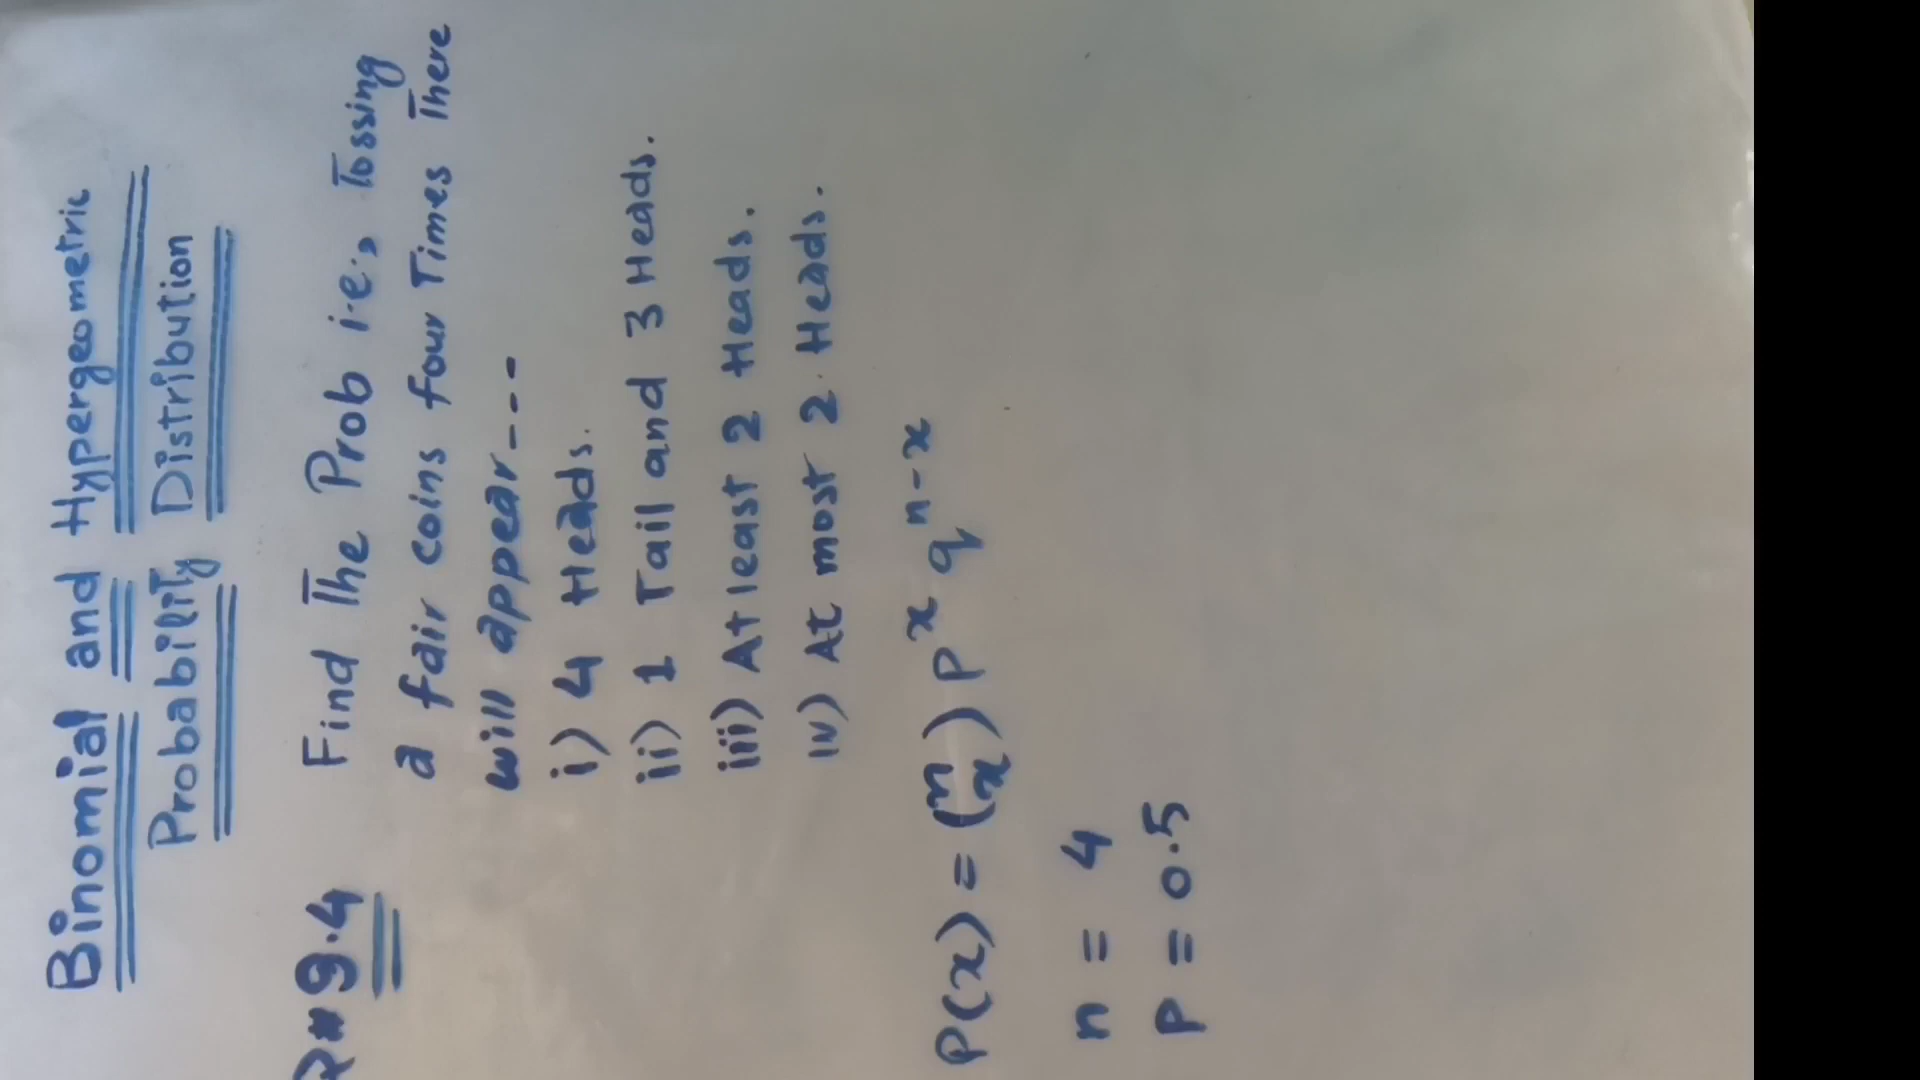 Binomial and Hypergeometric
Probability Distribution
Q#9.4 Find The Prob i.e., Tossing
a fair coins four Times There
will appear----
i) 4 Heads.
ii) 1 Tail and 3 Heads.
iii) At least 2 Heads.
iv) At most 2 Heads.
P(x) = (n x) p^x q^n-x
n = 4
P = 0.5